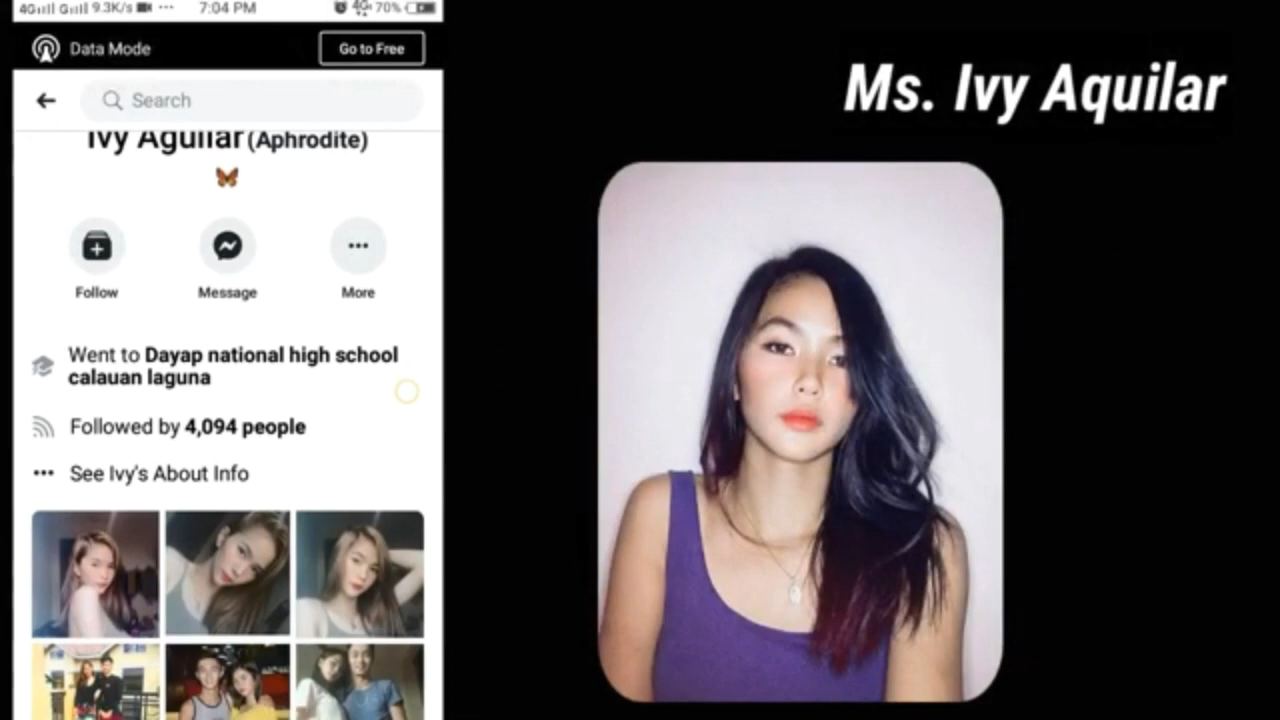 4G 4G 9.3K/s ... 7:04 PM 4G 70%
Data Mode
Go to Free
Search
Ivy Aguilar (Aphrodite)
Follow
Message
More
Went to Dayap national high school
calauan laguna
Followed by 4,094 people
See Ivy's About Info
Ms. Ivy Aquilar